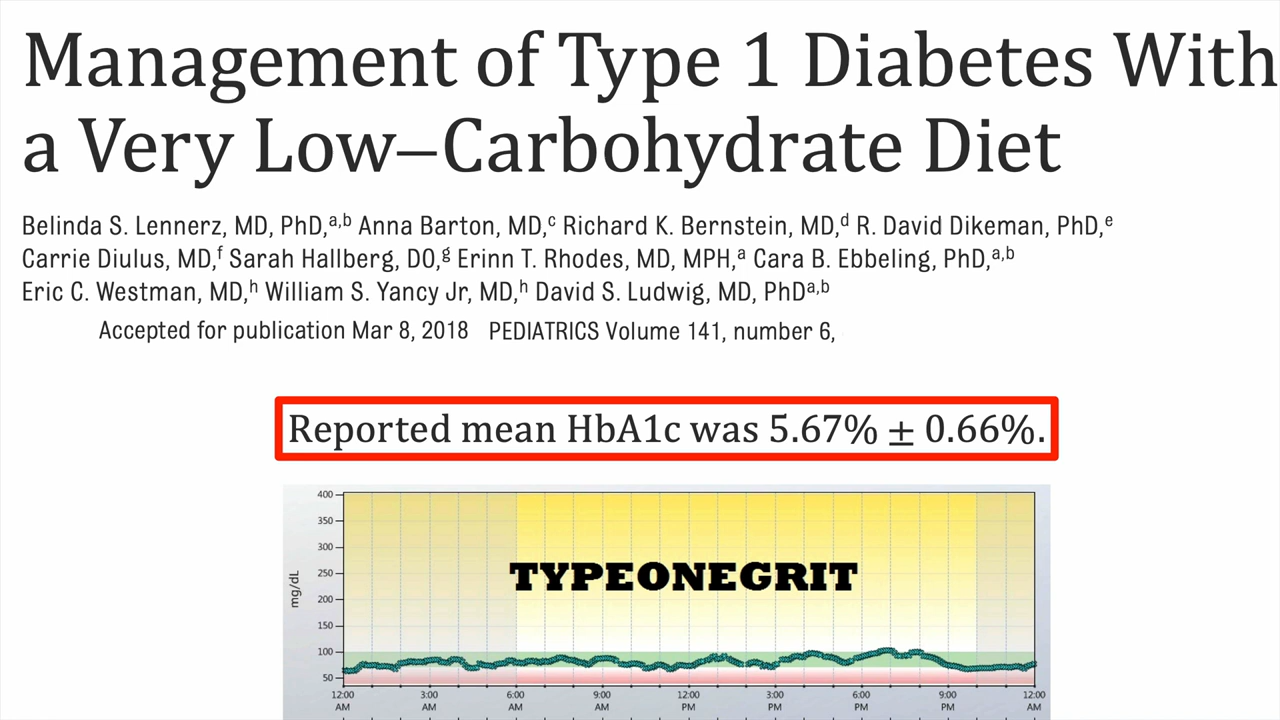 Management of Type 1 Diabetes With
a Very Low–Carbohydrate Diet
Belinda S. Lennerz, MD, PhD,a,b Anna Barton, MD,c Richard K. Bernstein, MD,d R. David Dikeman, PhD,e
Carrie Diulus, MD,f Sarah Hallberg, DO,g Erinn T. Rhodes, MD, MPH,a Cara B. Ebbeling, PhD,a,b
Eric C. Westman, MD,h William S. Yancy Jr, MD,h David S. Ludwig, MD, PhDa,b
Accepted for publication Mar 8, 2018 PEDIATRICS Volume 141, number 6,
Reported mean HbA1c was 5.67% ± 0.66%.
400
350
300
TYPEONEGRIT
250
mg/dL
200
150
100
50
12:00 AM 3:00 AM 6:00 AM 9:00 AM 12:00 PM 3:00 PM 6:00 PM 9:00 PM 12:00 AM